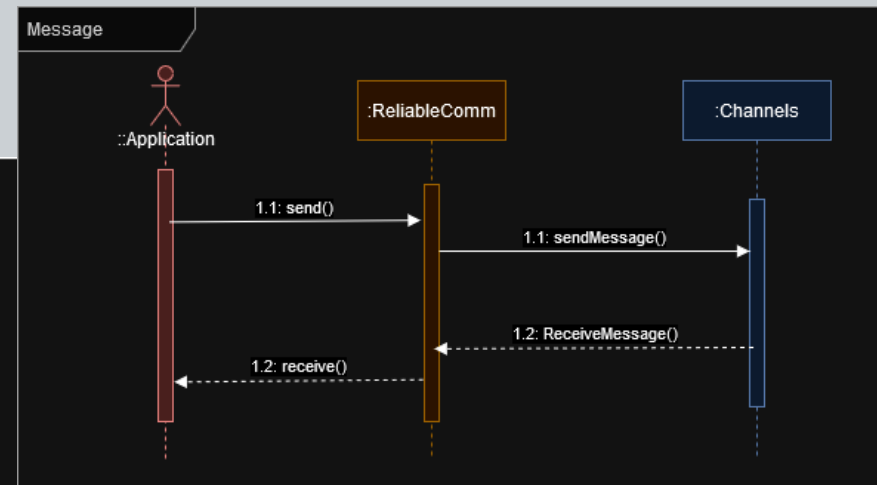 Message
::Application
:ReliableComm
:Channels
1.1: send()
1.1: sendMessage()
1.2: ReceiveMessage()
1.2: receive()